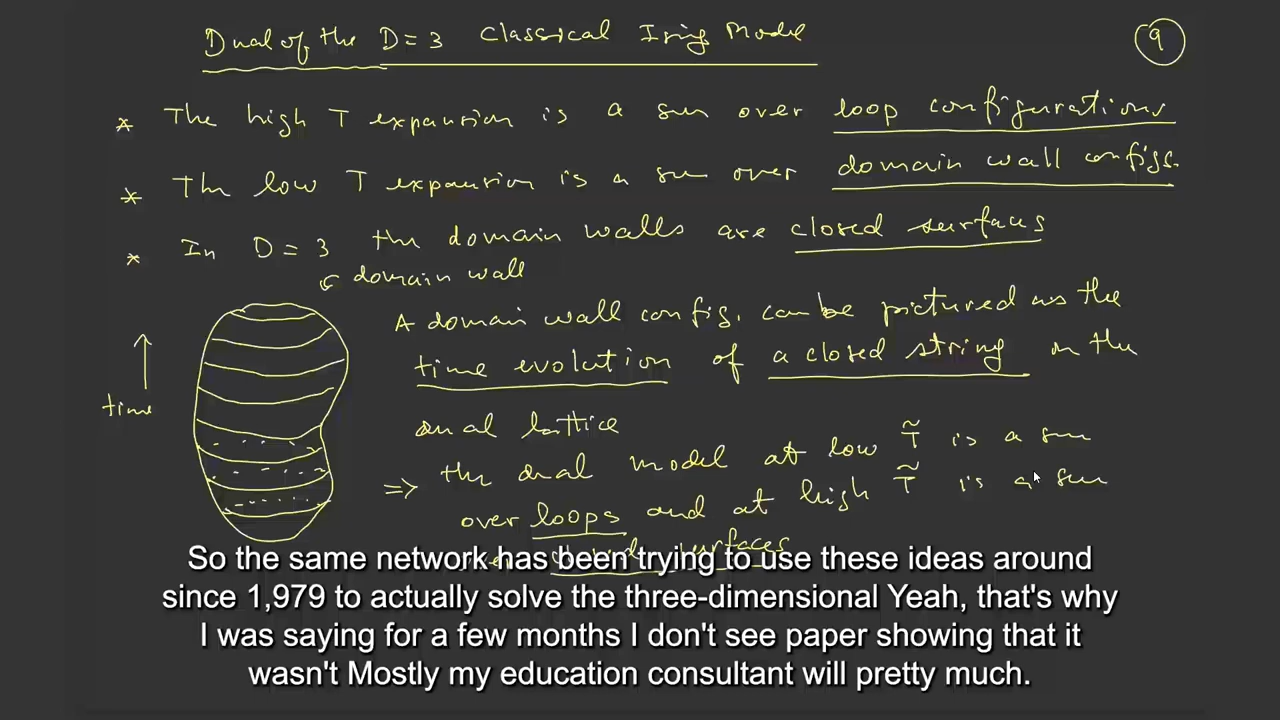 Dual of the D=3 Classical Ising Model
9
* The high T expansion is a sum over loop configurations
* The low T expansion is a sum over domain wall configs.
* In D=3 the domain walls are closed surfaces
domain wall
A domain wall config. can be pictured as the
time evolution of a closed string on the
time
dual lattice
=> the dual model at low T̃ is a sum
over loops and at high T̃ is a sum
over closed surfaces
So the same network has been trying to use these ideas around
since 1,979 to actually solve the three-dimensional Yeah, that's why
I was saying for a few months I don't see paper showing that it
wasn't Mostly my education consultant will pretty much.